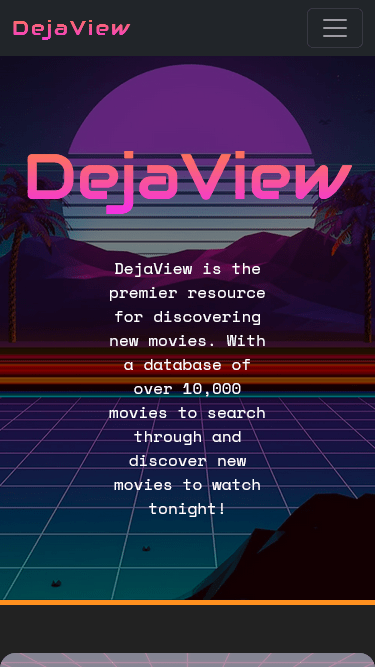 DejaView
DejaView
DejaView is the
premier resource
for discovering
new movies. With
a database of
over 10,000
movies to search
through and
discover new
movies to watch
tonight!